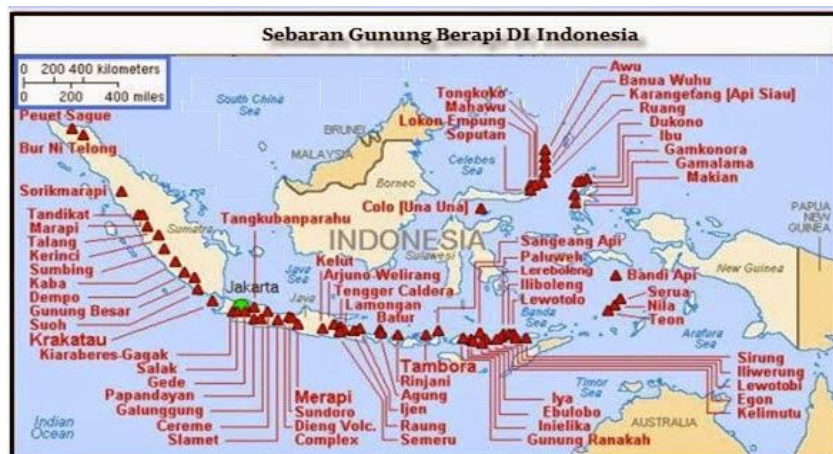 Sebaran Gunung Berapi DI Indonesia
0 200 400 kilometers
0 200 400 miles
South China
Sea
BRUNEI
MALAYSIA
Borneo
Celebes
Sea
Peuet Sague
Bur Ni Telong
Sorikmarapi
Tandikat
Marapi
Talang
Kerinci
Sumbing
Kaba
Dempo
Gunung Besar
Suoh
Krakatau
Kiaraberes-Gagak
Salak
Gede
Papandayan
Galunggung
Cereme
Slamet
Sumatra
Tangkubanparahu
Jakarta
Java
Sea
Java
INDONESIA
Sulawesi
Tongkoko
Mahawu
Lokon Empung
Soputan
Colo [Una Una]
Awu
Banua Wuhu
Karangetang [Api Siau]
Ruang
Dukono
Ibu
Gamkonora
Gamalama
Makian
PAPUA
NEW
GUINEA
New Guinea
Kelut
Arjuno-Welirang
Tengger Caldera
Lamongan
Batur
Sangeang Api
Paluweh
Lereboleng
Iliboleng
Lewotolo
Banda
Sea
Bandi Api
Serua
Nila
Teon
Arafura
Sea
Merapi
Sundoro
Dieng Volc.
Complex
Tambora
Rinjani
Agung
Ijen
Raung
Semeru
Iya
Ebulobo
Inielika
Gunung Ranakah
Sirung
Iliwerung
Lewotobi
Egon
Kelimutu
Timor
Sea
Indian
Ocean
AUSTRALIA